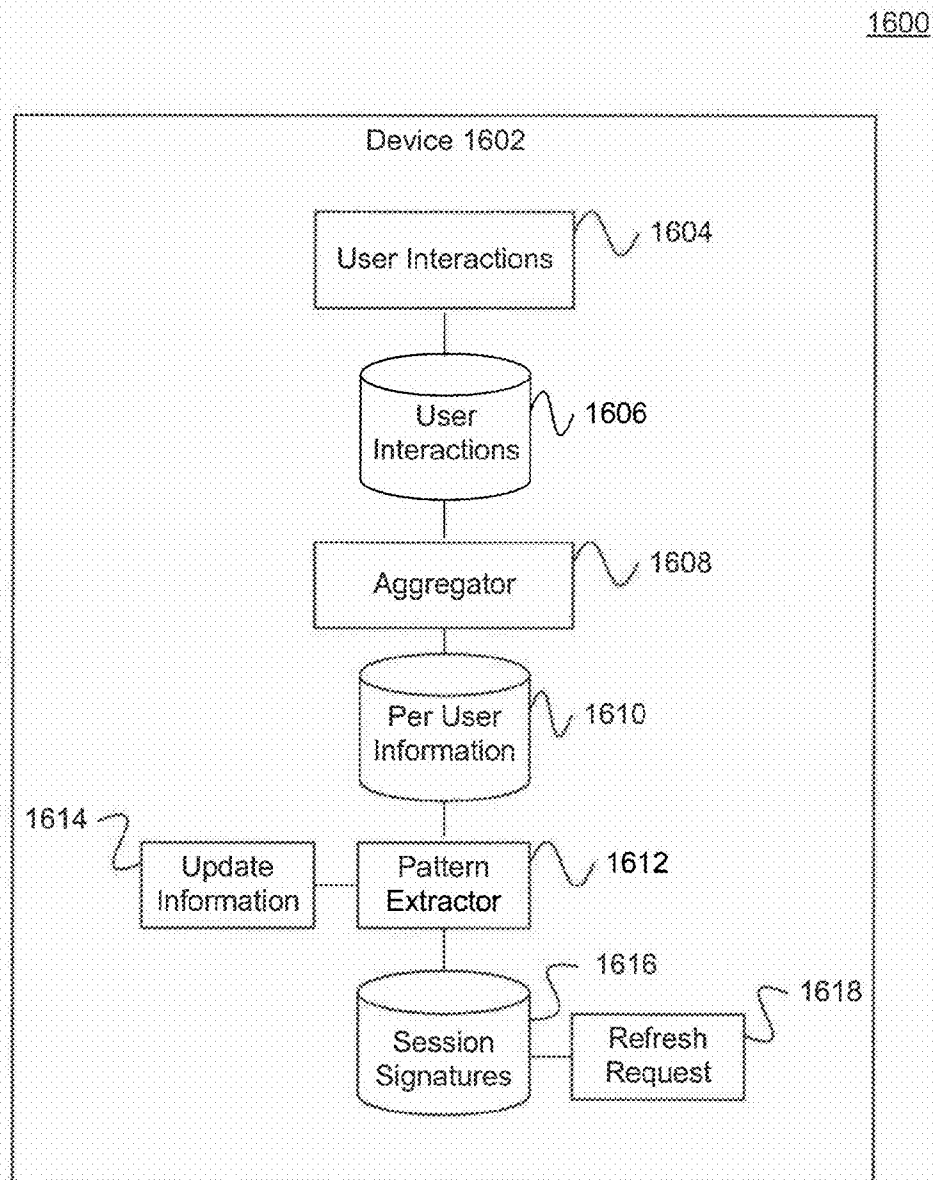 1600
Device 1602
User Interactions
1604
User
Interactions
1606
Aggregator
1608
Per User
Information
1610
1614
Update
Information
Pattern
Extractor
1612
1616
Session
Signatures
1618
Refresh
Request